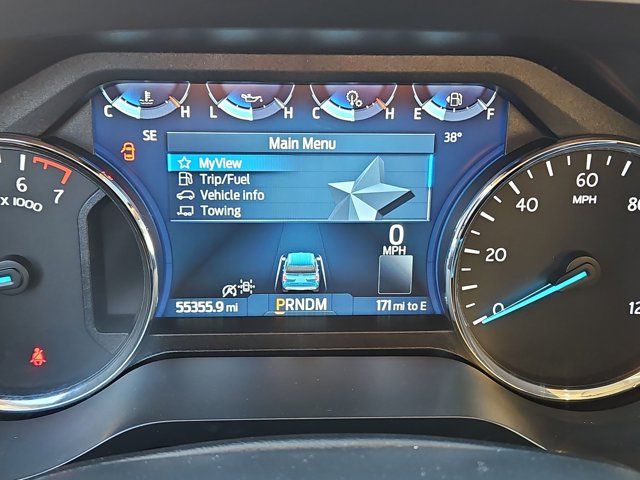 C H L H C H E F
SE
38°
Main Menu
MyView
Trip/Fuel
Vehicle Info
Towing
0
MPH
55355.9 mi
PRNDM
171 mi to E
6
7
x 1000
0
20
40
60
80
MPH